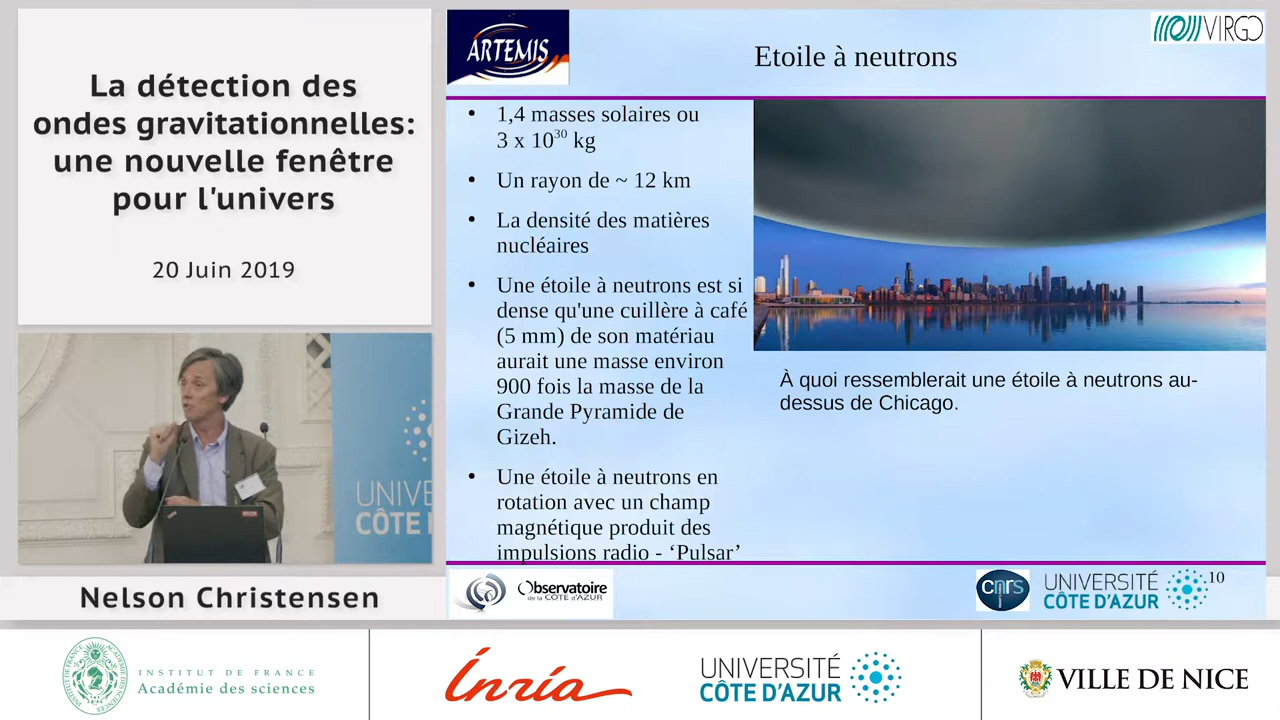 La détection des
ondes gravitationnelles:
une nouvelle fenêtre
pour l'univers
20 Juin 2019
UNIVE
CÔTE D
Nelson Christensen
ARTEMIS
Etoile à neutrons
VIRGO
• 1,4 masses solaires ou
3 x 10³⁰ kg
• Un rayon de ~ 12 km
• La densité des matières
nucléaires
• Une étoile à neutrons est si
dense qu'une cuillère à café
(5 mm) de son matériau
aurait une masse environ
900 fois la masse de la
Grande Pyramide de
Gizeh.
• Une étoile à neutrons en
rotation avec un champ
magnétique produit des
impulsions radio - ‘Pulsar’
À quoi ressemblerait une étoile à neutrons au-
dessus de Chicago.
Observatoire
de la CÔTE d'AZUR
cnrs
UNIVERSITÉ
CÔTE D'AZUR
10
INSTITUT DE FRANCE
Académie des sciences
Inria
UNIVERSITÉ
CÔTE D'AZUR
VILLE DE NICE